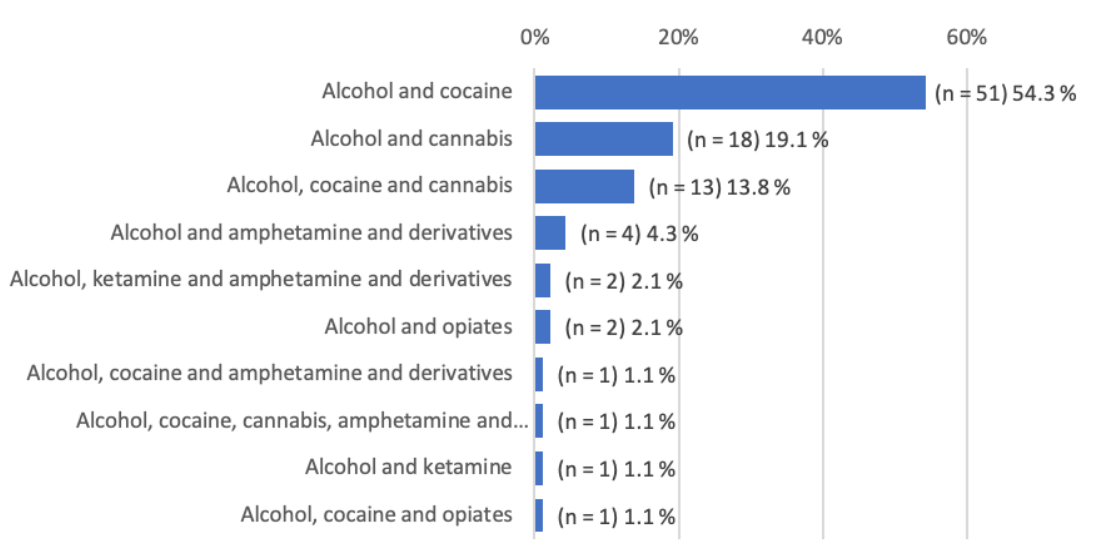 0% 20% 40% 60%
Alcohol and cocaine (n = 51) 54.3 %
Alcohol and cannabis (n = 18) 19.1 %
Alcohol, cocaine and cannabis (n = 13) 13.8 %
Alcohol and amphetamine and derivatives (n = 4) 4.3 %
Alcohol, ketamine and amphetamine and derivatives (n = 2) 2.1 %
Alcohol and opiates (n = 2) 2.1 %
Alcohol, cocaine and amphetamine and derivatives (n = 1) 1.1 %
Alcohol, cocaine, cannabis, amphetamine and... (n = 1) 1.1 %
Alcohol and ketamine (n = 1) 1.1 %
Alcohol, cocaine and opiates (n = 1) 1.1 %